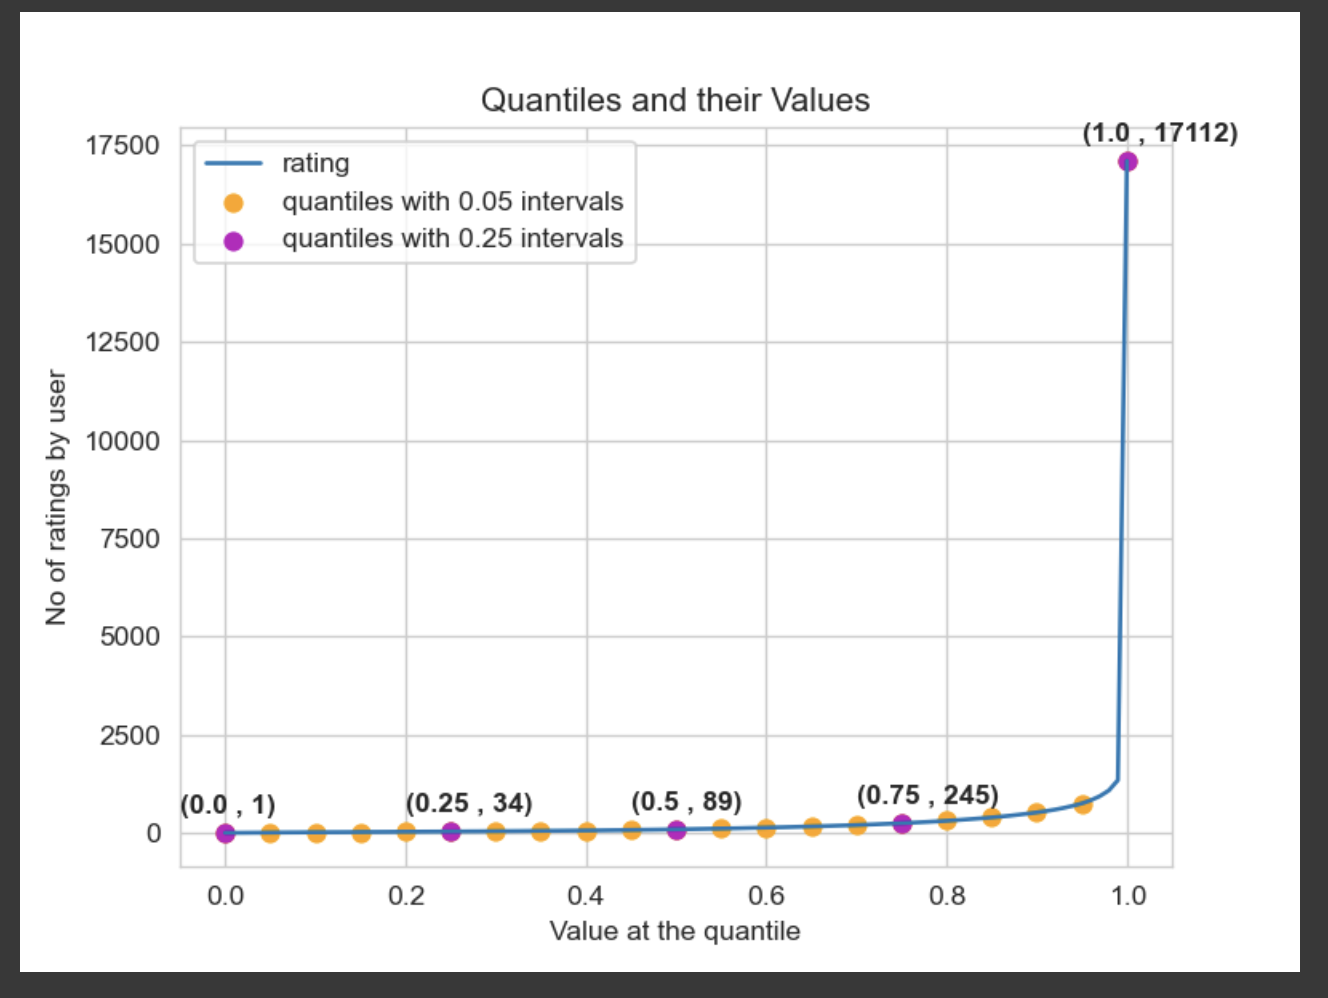 Quantiles and their Values
(1.0 , 17112)
17500
15000
12500
10000
7500
5000
2500
0
No of ratings by user
rating
quantiles with 0.05 intervals
quantiles with 0.25 intervals
(0.0 , 1)
(0.25 , 34)
(0.5 , 89)
(0.75 , 245)
0.0 0.2 0.4 0.6 0.8 1.0
Value at the quantile